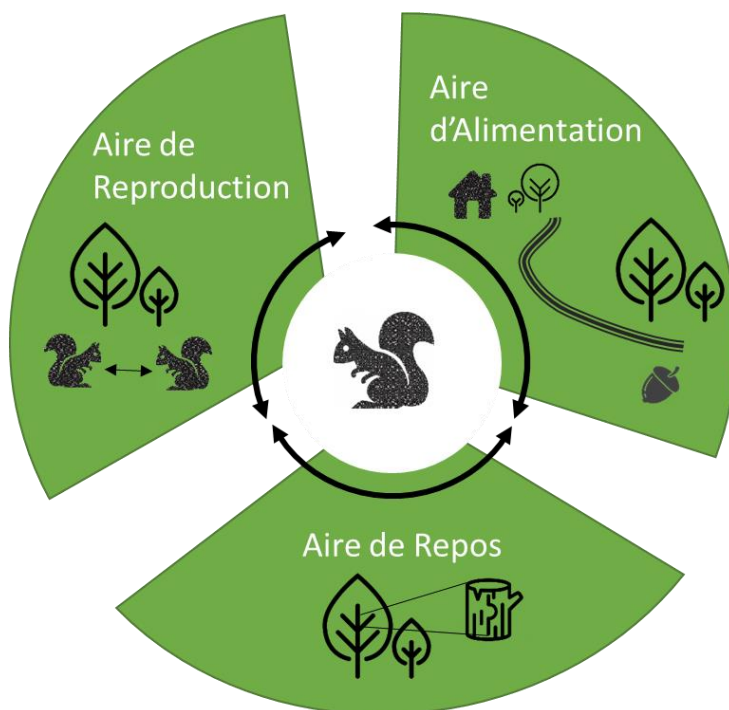 Aire de
Reproduction
Aire
d'Alimentation
Aire de Repos